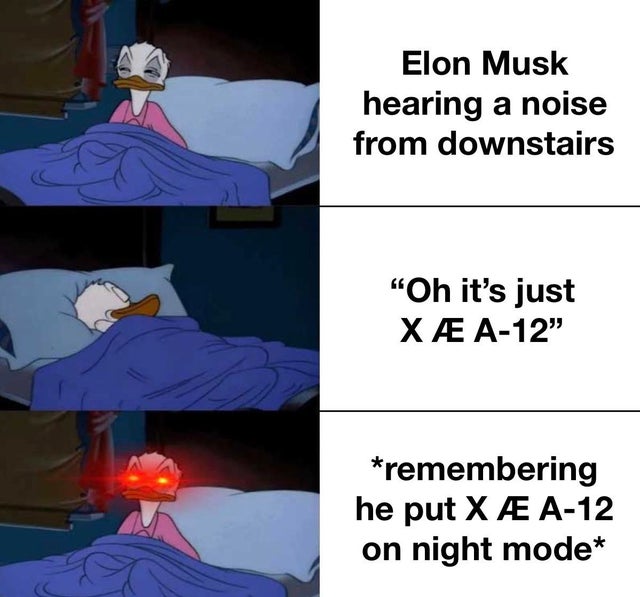 Elon Musk
hearing a noise
from downstairs
“Oh it’s just
X Æ A-12”
*remembering
he put X Æ A-12
on night mode*